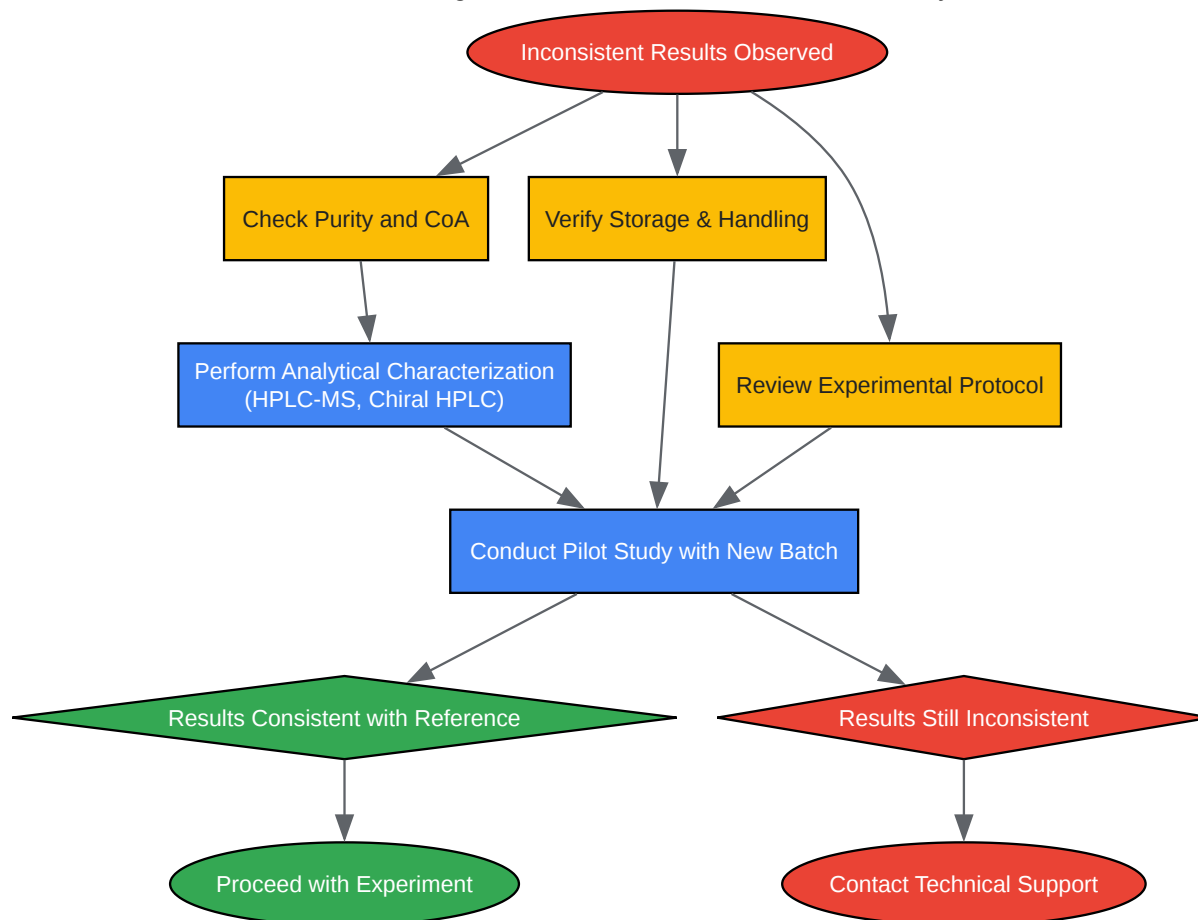 Inconsistent Results Observed
Check Purity and CoA
Verify Storage & Handling
Perform Analytical Characterization
(HPLC-MS, Chiral HPLC)
Review Experimental Protocol
Conduct Pilot Study with New Batch
Results Consistent with Reference
Results Still Inconsistent
Proceed with Experiment
Contact Technical Support